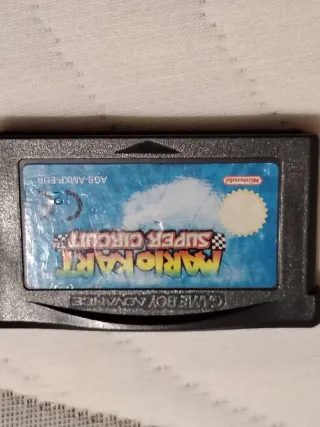 GAME BOY ADVANCE
MARIO KART
SUPER CIRCUIT
Nintendo
AGB-AMKP-EUR